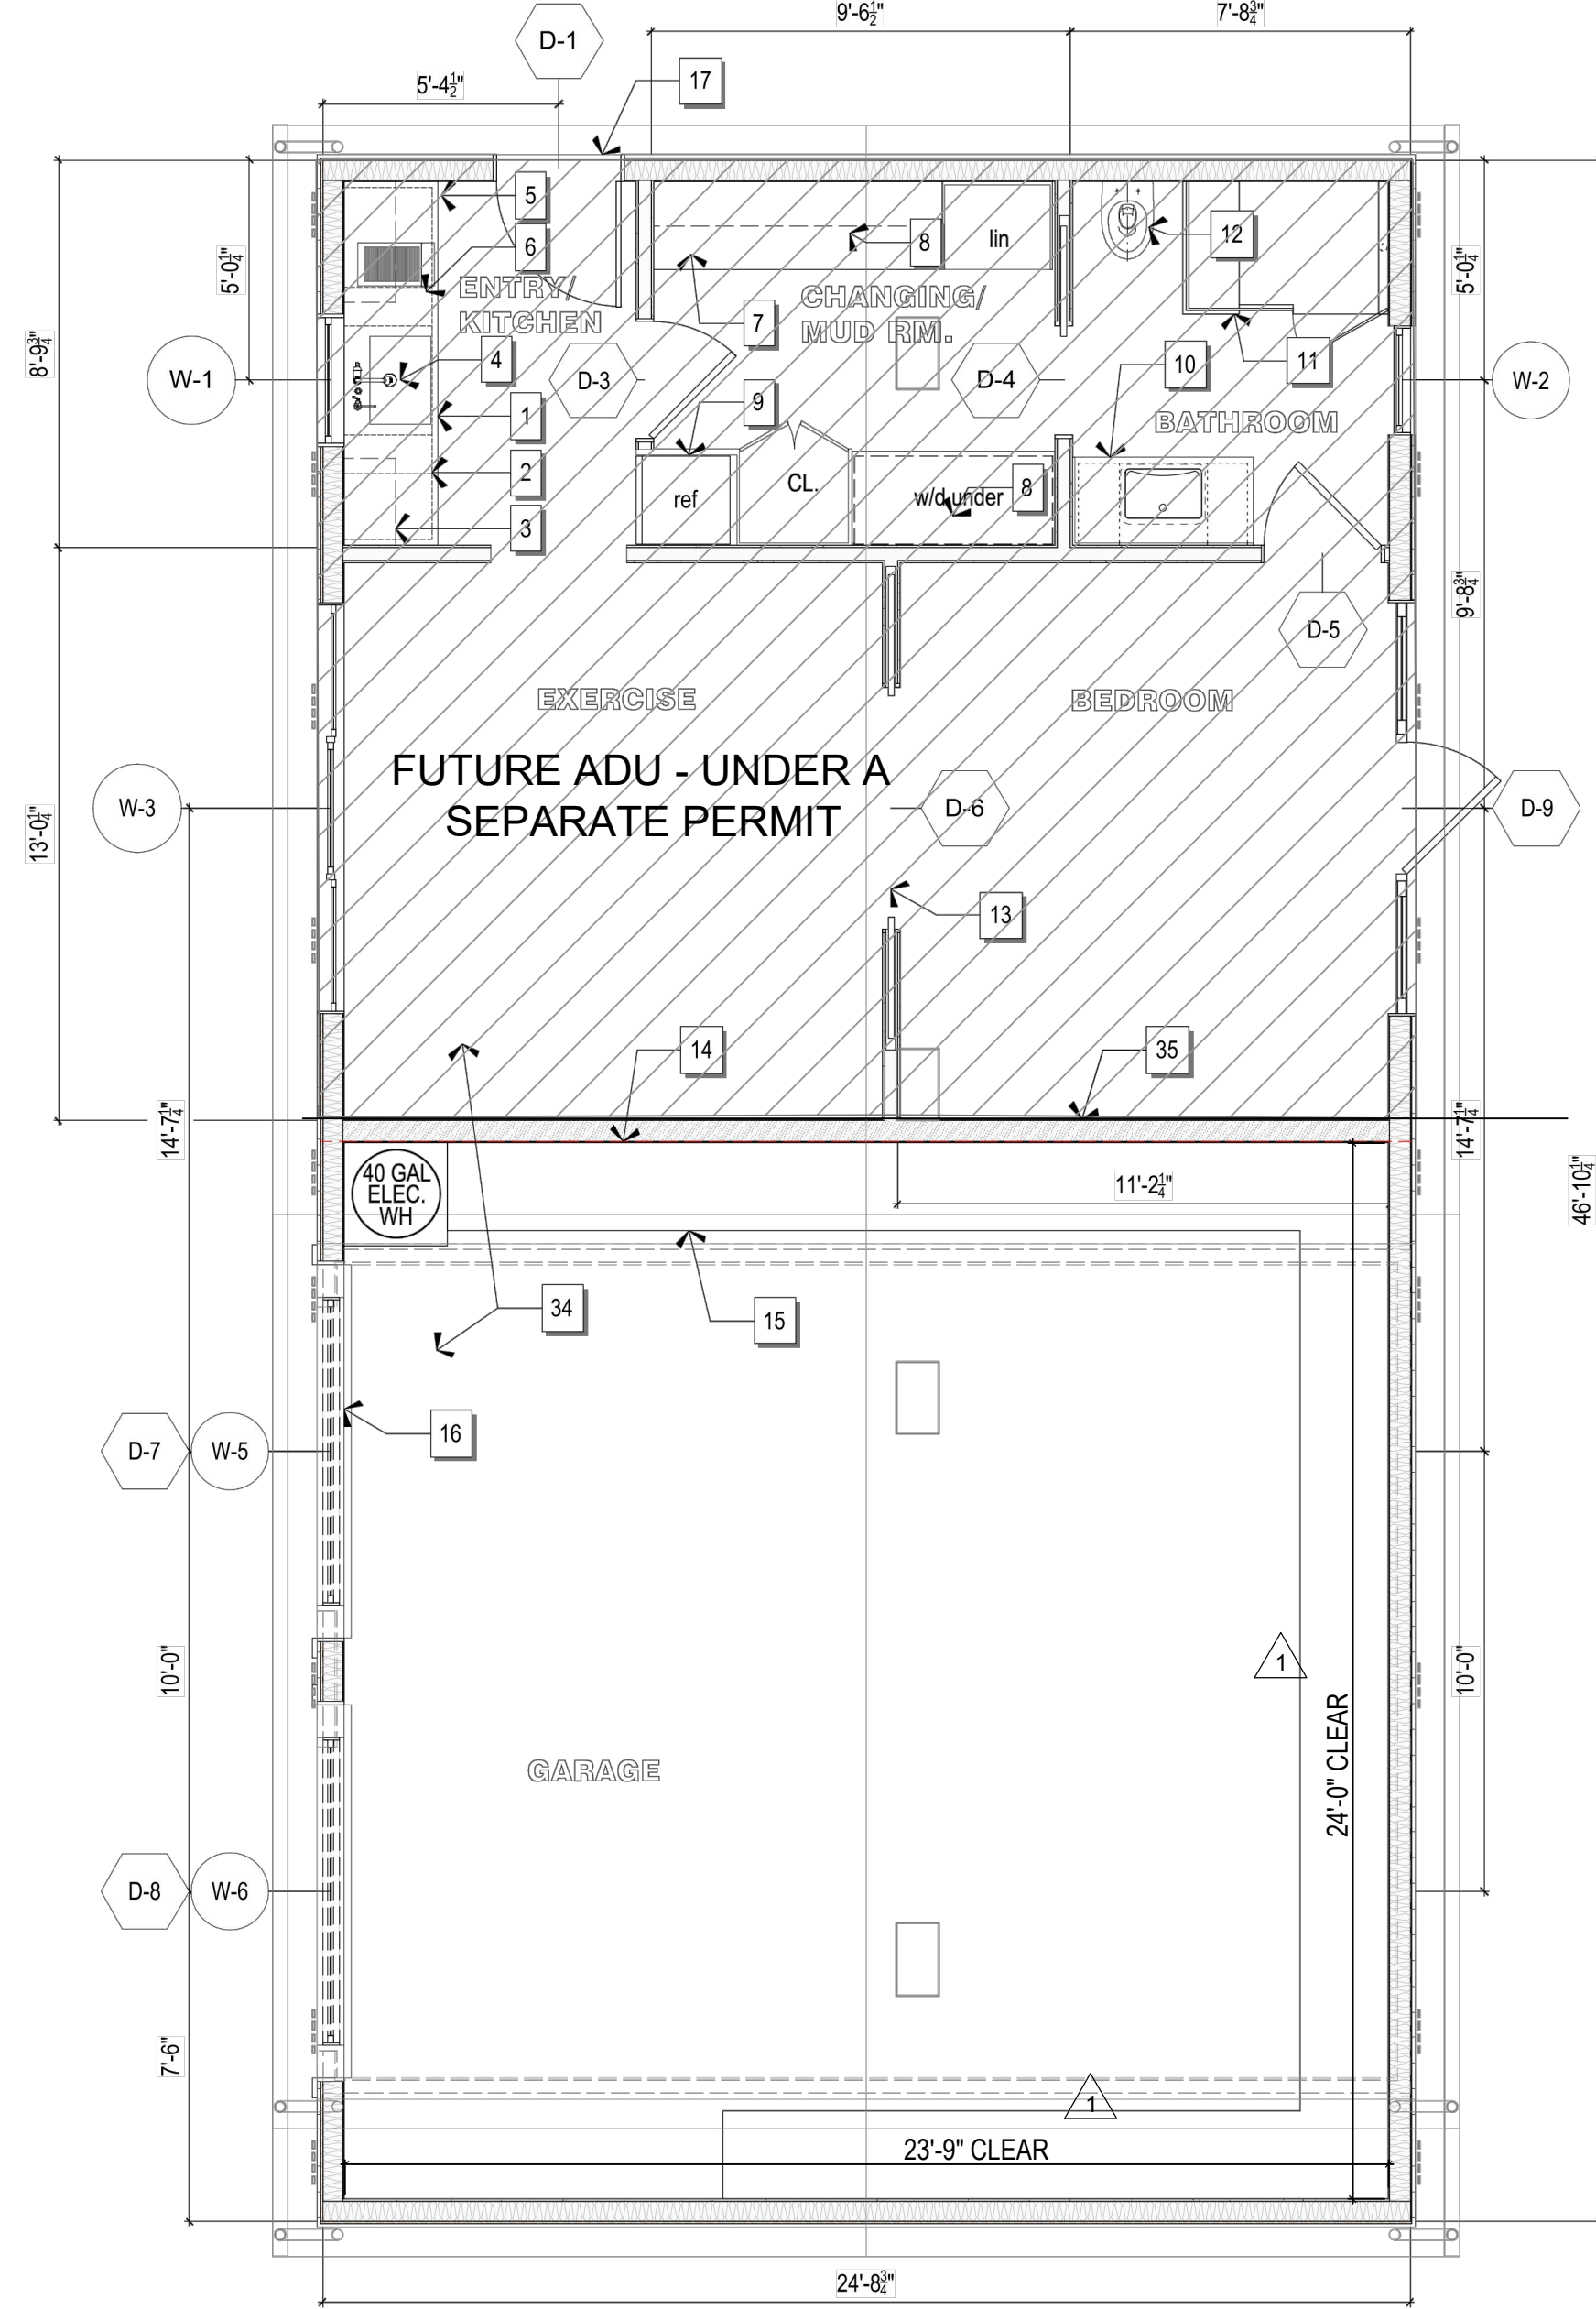 9'-6½"
7'-8¾"
D-1
5'-4½"
17
5
6
8
lin
12
ENTRY/
KITCHEN
CHANGING/
MUD RM.
5'-0¼"
5'-0¼"
8'-9¾"
W-1
4
D-3
7
D-4
10
11
W-2
1
9
BATHROOM
2
ref
CL.
w/d under
8
3
9'-8¾"
D-5
EXERCISE
BEDROOM
FUTURE ADU - UNDER A
SEPARATE PERMIT
W-3
D-6
D-9
13'-0¼"
13
14
35
14'-7¼"
14'-7¼"
40 GAL
ELEC.
WH
11'-2¼"
46'-10¼"
34
15
16
D-7
W-5
1
10'-0"
10'-0"
24'-0" CLEAR
GARAGE
D-8
W-6
7'-6"
1
23'-9" CLEAR
24'-8¾"